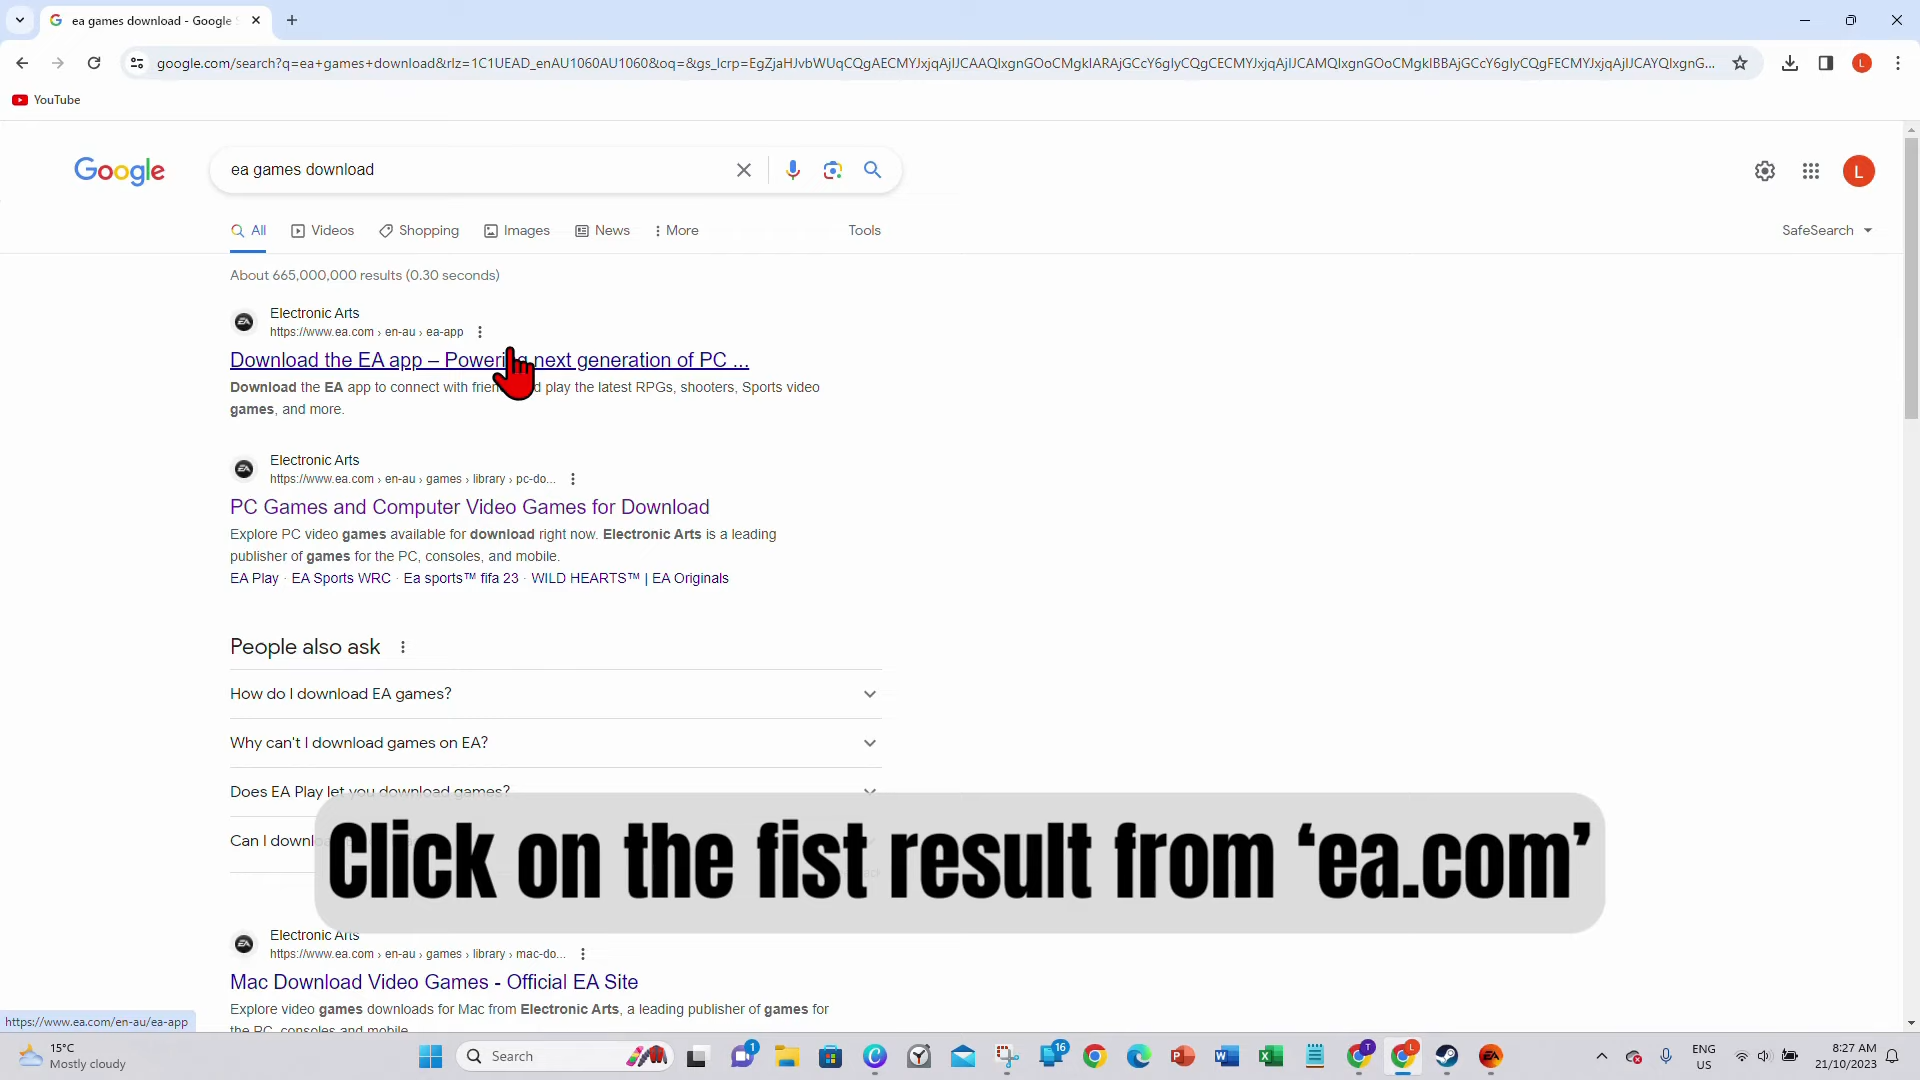 ea games download - Google S
google.com/search?q=ea+games+download&rlz=1C1UEAD_enAU1060AU1060&oq=&gs_lcrp=EgZjaHJvbWUqCQgAECMYJxjqAjIJCAAQIxgnGOoCMgkIARAjGCcY6gIyCQgCECMYJxjqAjIJCAMQIxgnGOoCMgkIBBAjGCcY6gIyCQgFECMYJxjqAjIJCAYQIxgnG...
YouTube
Google
ea games download
L
All Videos Shopping Images News More Tools SafeSearch
About 665,000,000 results (0.30 seconds)
Electronic Arts
https://www.ea.com › en-au › ea-app
Download the EA app – Powering next generation of PC ...
Download the EA app to connect with play the latest RPGs, shooters, Sports video
games, and more.
Electronic Arts
https://www.ea.com › en-au › games › library › pc-do...
PC Games and Computer Video Games for Download
Explore PC video games available for download right now. Electronic Arts is a leading
publisher of games for the PC, consoles, and mobile.
EA Play · EA Sports WRC · Ea sports™ fifa 23 · WILD HEARTS™ | EA Originals
People also ask
How do I download EA games?
Why can't I download games on EA?
Does EA Play let you download games?
Can I downlo
Click on the fist result from ‘ea.com’
Electronic Arts
https://www.ea.com › en-au › games › library › mac-do...
Mac Download Video Games - Official EA Site
Explore video games downloads for Mac from Electronic Arts, a leading publisher of games for
the PC, consoles and mobile.
https://www.ea.com/en-au/ea-app
15°C
Mostly cloudy
Search
1
16
T
L
ENG
US
8:27 AM
21/10/2023